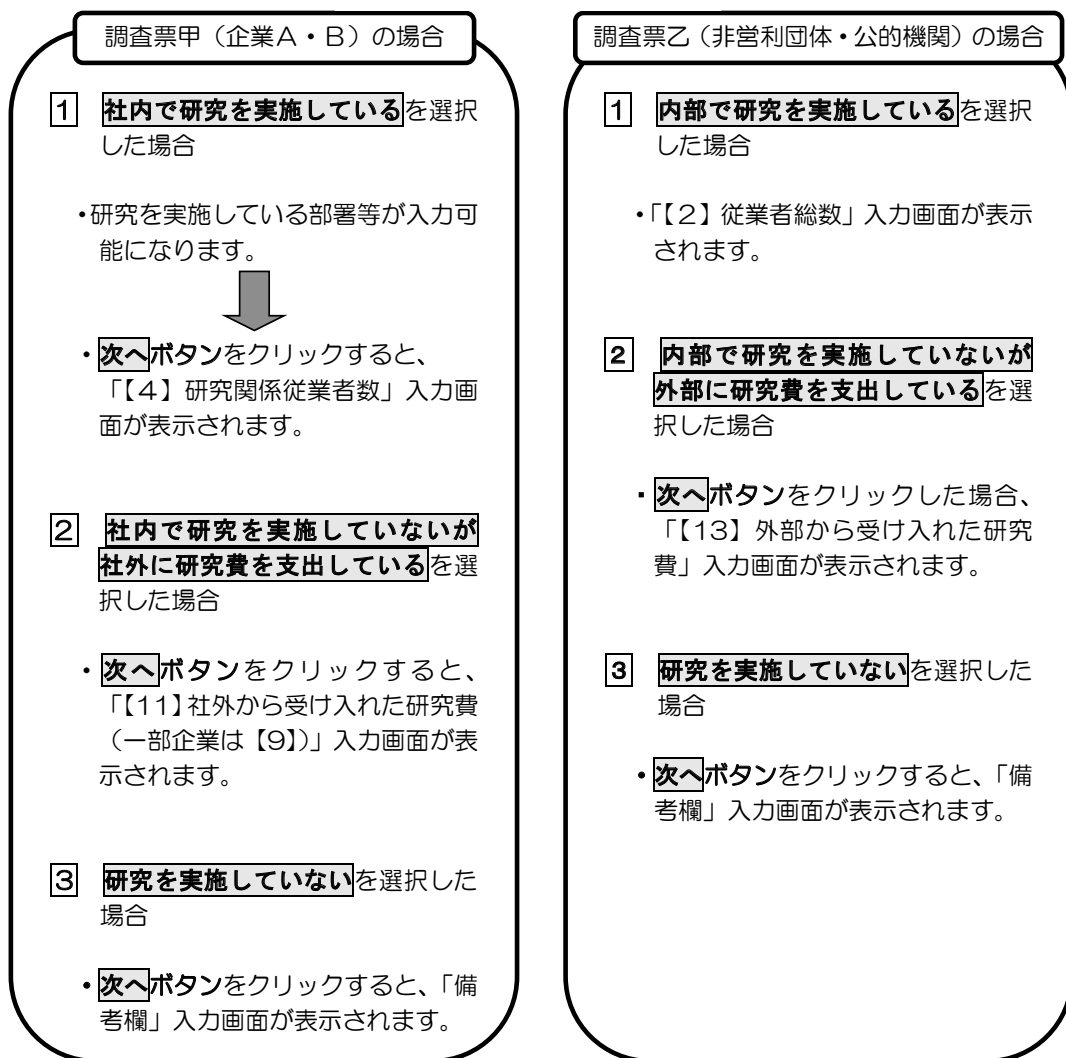 調査票甲（企業Ａ・Ｂ）の場合
1 社内で研究を実施しているを選択
した場合
・研究を実施している部署等が入力可
能になります。
・次へボタンをクリックすると、
「【４】研究関係従業者数」入力画
面が表示されます。
2 社内で研究を実施していないが
社外に研究費を支出しているを選
択した場合
・次へボタンをクリックすると、
「【11】社外から受け入れた研究費
（一部企業は【９】）」入力画面が表
示されます。
3 研究を実施していないを選択した
場合
・次へボタンをクリックすると、「備
考欄」入力画面が表示されます。
調査票乙（非営利団体・公的機関）の場合
1 内部で研究を実施しているを選択
した場合
・「【２】従業者総数」入力画面が表示
されます。
2 内部で研究を実施していないが
外部に研究費を支出しているを選
択した場合
・次へボタンをクリックした場合、
「【13】外部から受け入れた研究
費」入力画面が表示されます。
3 研究を実施していないを選択した
場合
・次へボタンをクリックすると、「備
考欄」入力画面が表示されます。